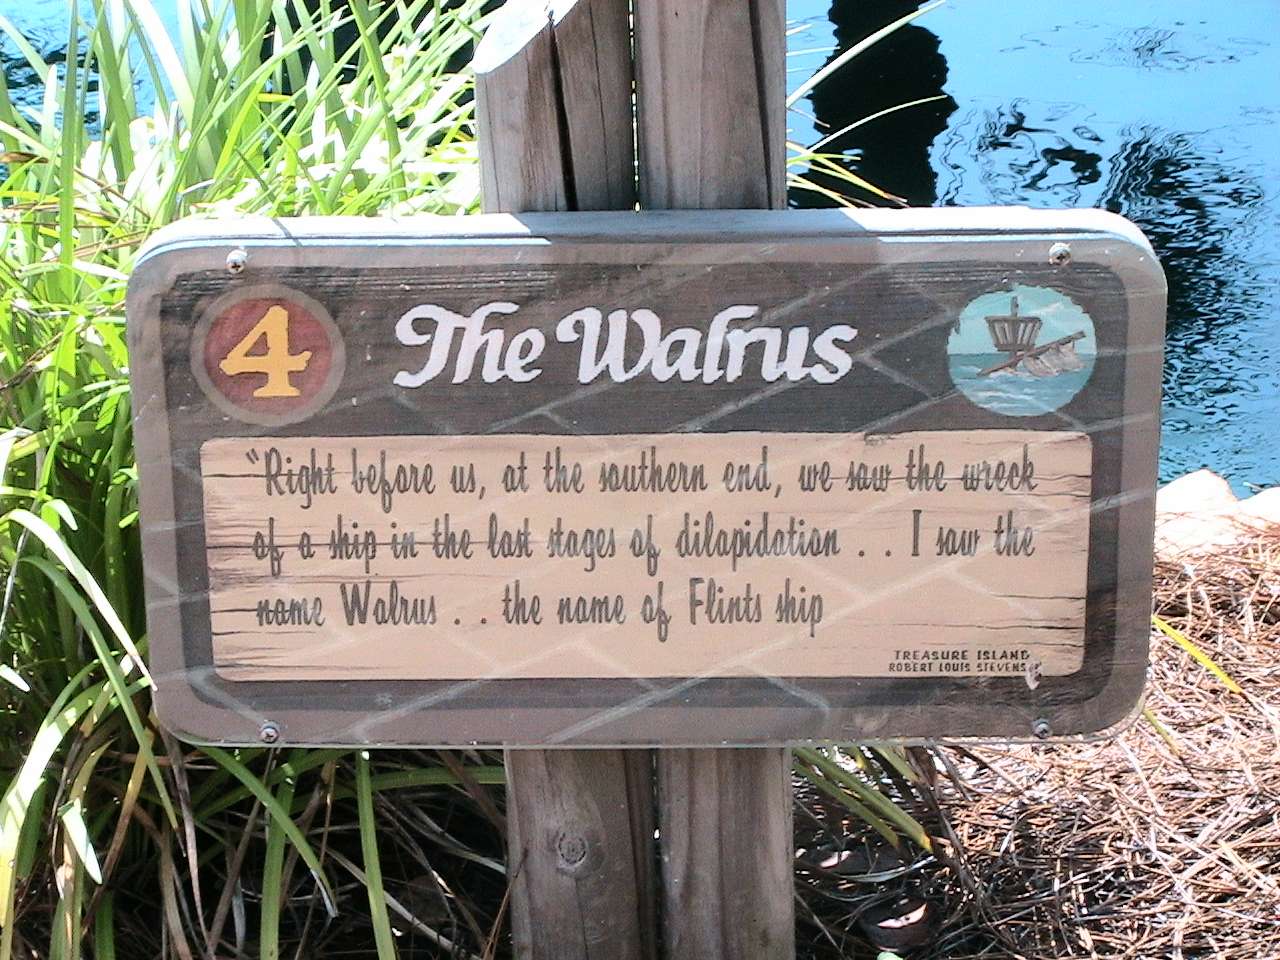 4
The Walrus
"Right before us, at the southern end, we saw the wreck
of a ship in the last stages of dilapidation . . I saw the
name Walrus . . the name of Flints ship
TREASURE ISLAND
ROBERT LOUIS STEVENSON